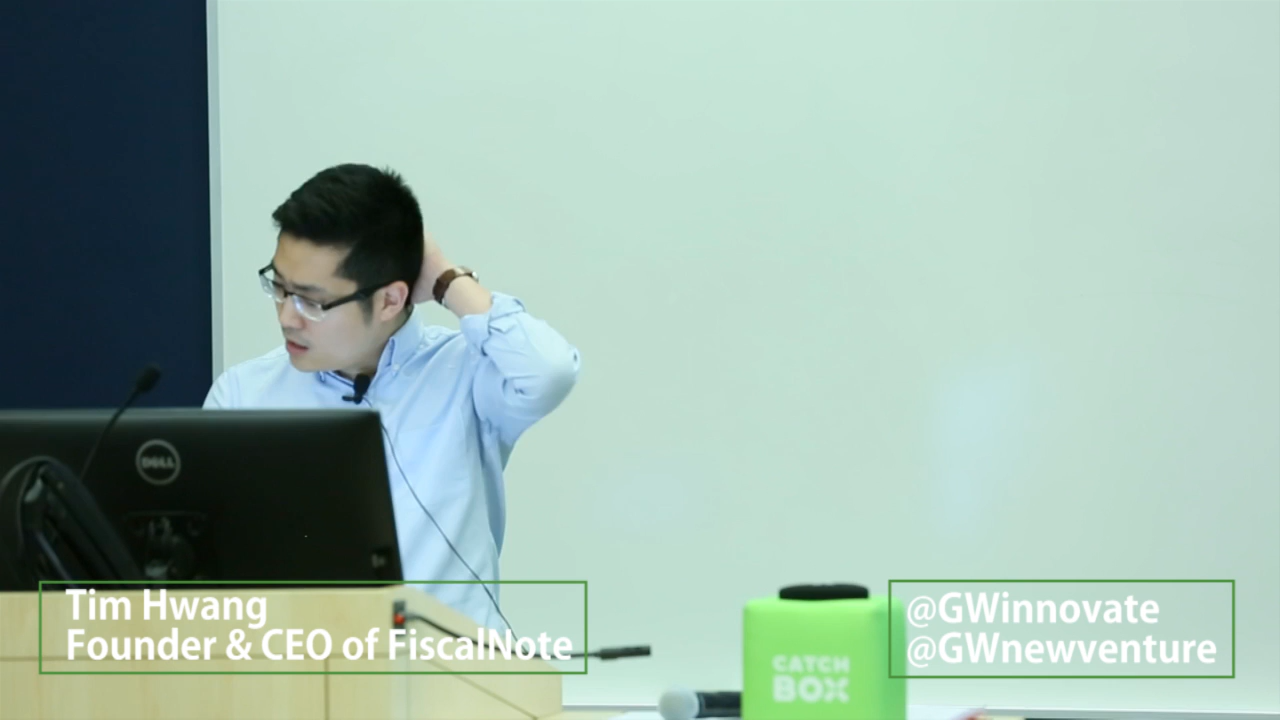 DELL
Tim Hwang
Founder & CEO of FiscalNote
CATCH
BOX
@GWinnovate
@GWnewventure